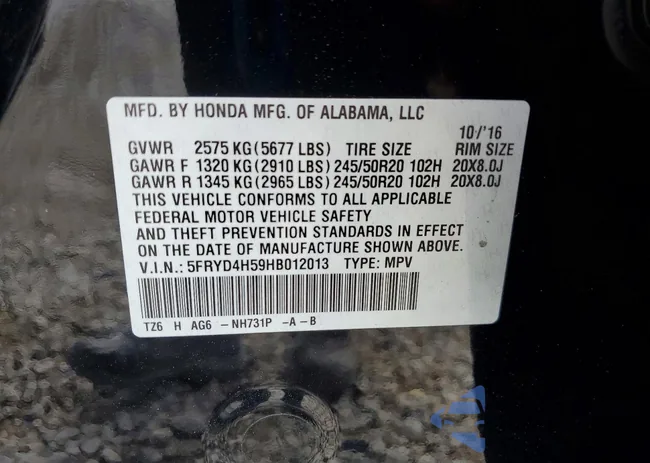 MFD. BY HONDA MFG. OF ALABAMA, LLC
10/'16
GVWR 2575 KG (5677 LBS) TIRE SIZE RIM SIZE
GAWR F 1320 KG (2910 LBS) 245/50R20 102H 20X8.0J
GAWR R 1345 KG (2965 LBS) 245/50R20 102H 20X8.0J
THIS VEHICLE CONFORMS TO ALL APPLICABLE
FEDERAL MOTOR VEHICLE SAFETY
AND THEFT PREVENTION STANDARDS IN EFFECT
ON THE DATE OF MANUFACTURE SHOWN ABOVE.
V.I.N.: 5FRYD4H59HB012013 TYPE: MPV
TZ6 H AG6 -NH731P -A -B